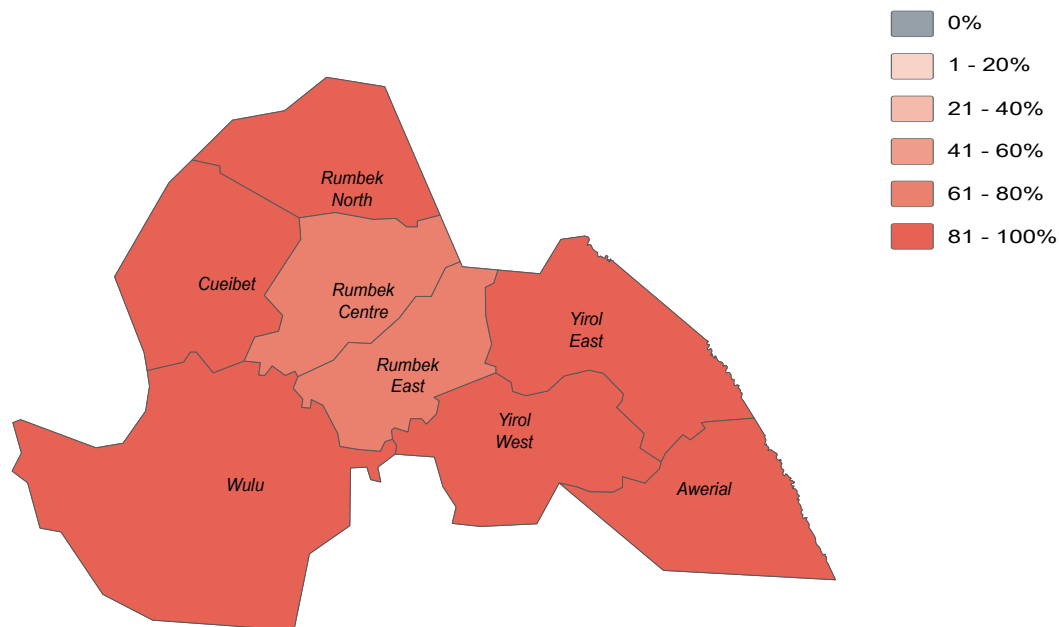 0%
1 - 20%
21 - 40%
41 - 60%
61 - 80%
81 - 100%
Rumbek
North
Cueibet
Rumbek
Centre
Yirol
East
Rumbek
East
Yirol
West
Wulu
Awerial